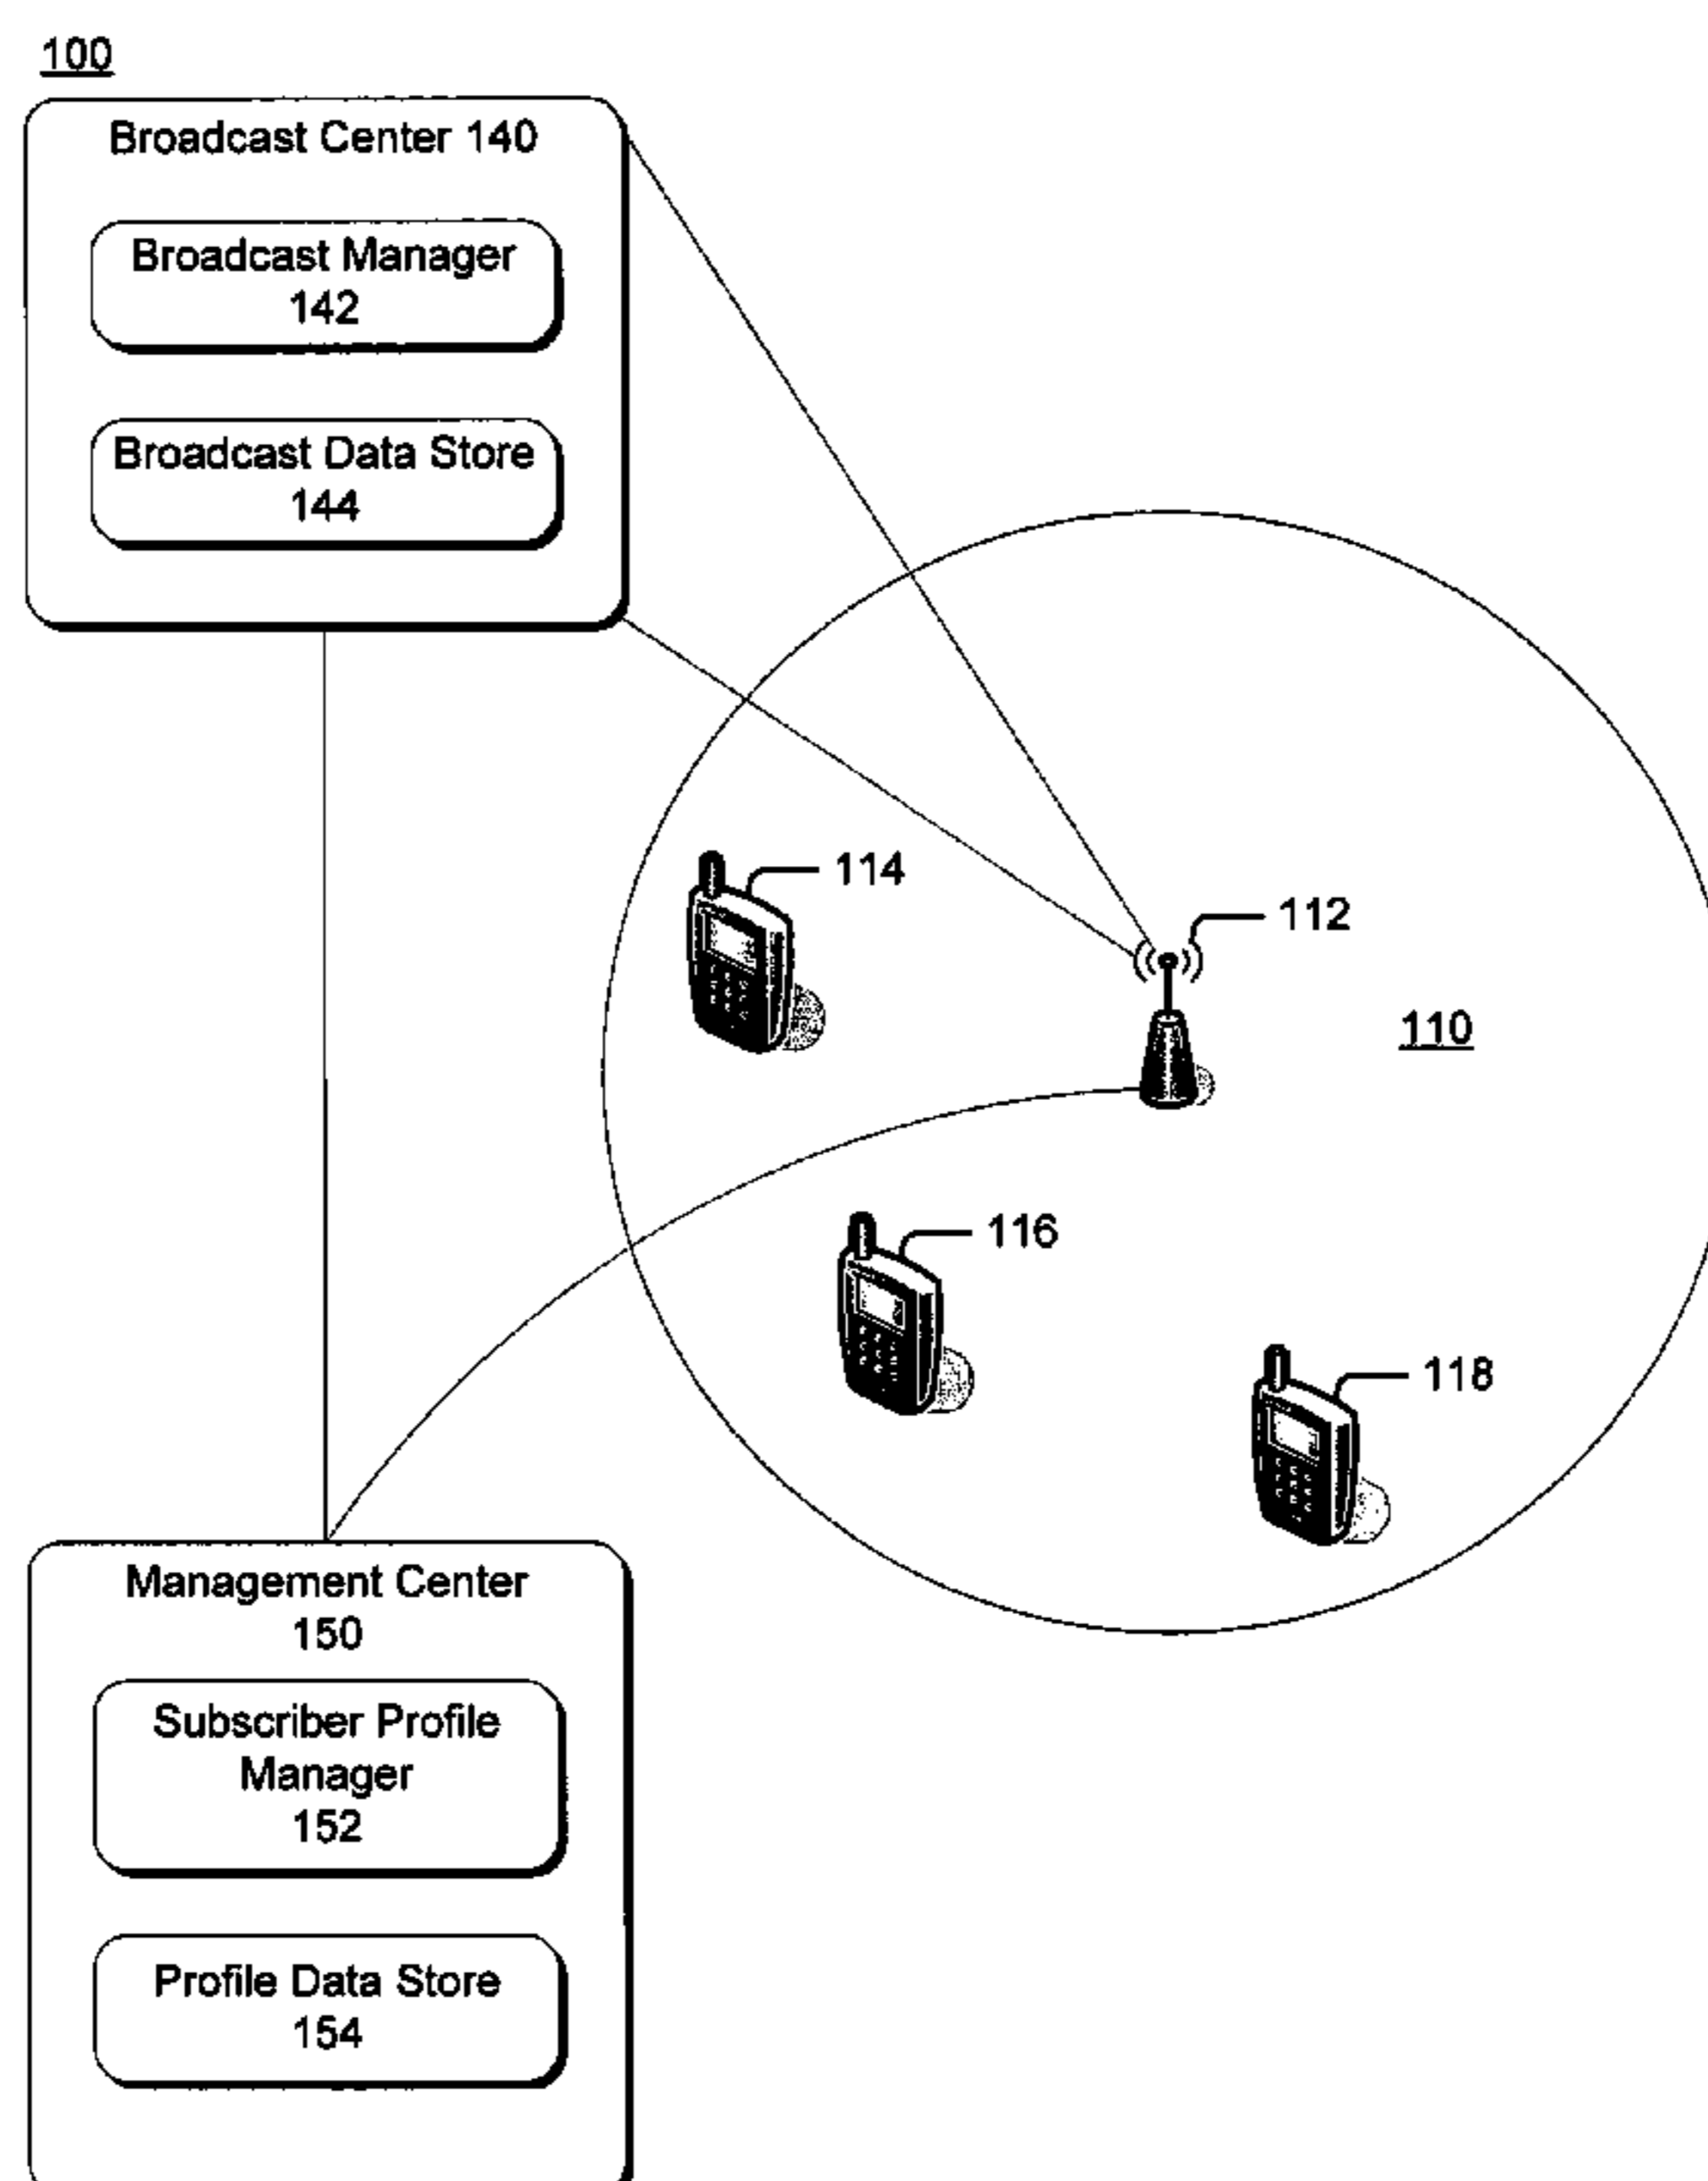 100
Broadcast Center 140
Broadcast Manager
142
Broadcast Data Store
144
114
112
110
116
118
Management Center
150
Subscriber Profile
Manager
152
Profile Data Store
154